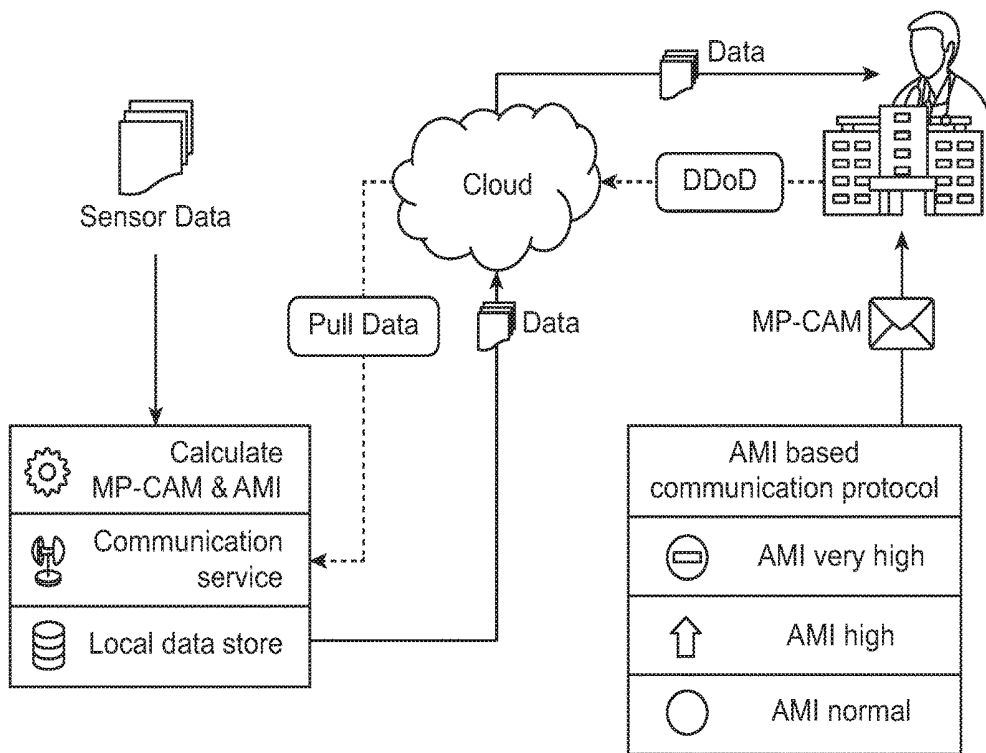 Data
Sensor Data
Cloud
DDoD
Pull Data
Data
MP-CAM
Calculate
MP-CAM & AMI
Communication
service
Local data store
AMI based
communication protocol
AMI very high
AMI high
AMI normal